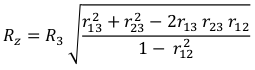 $R_z = R_3 \sqrt{\dfrac{r_{13}^{\,2} + r_{23}^{\,2} - 2r_{13}\, r_{23}\, r_{12}}{1 - \, r_{12}^{\,2}}}$